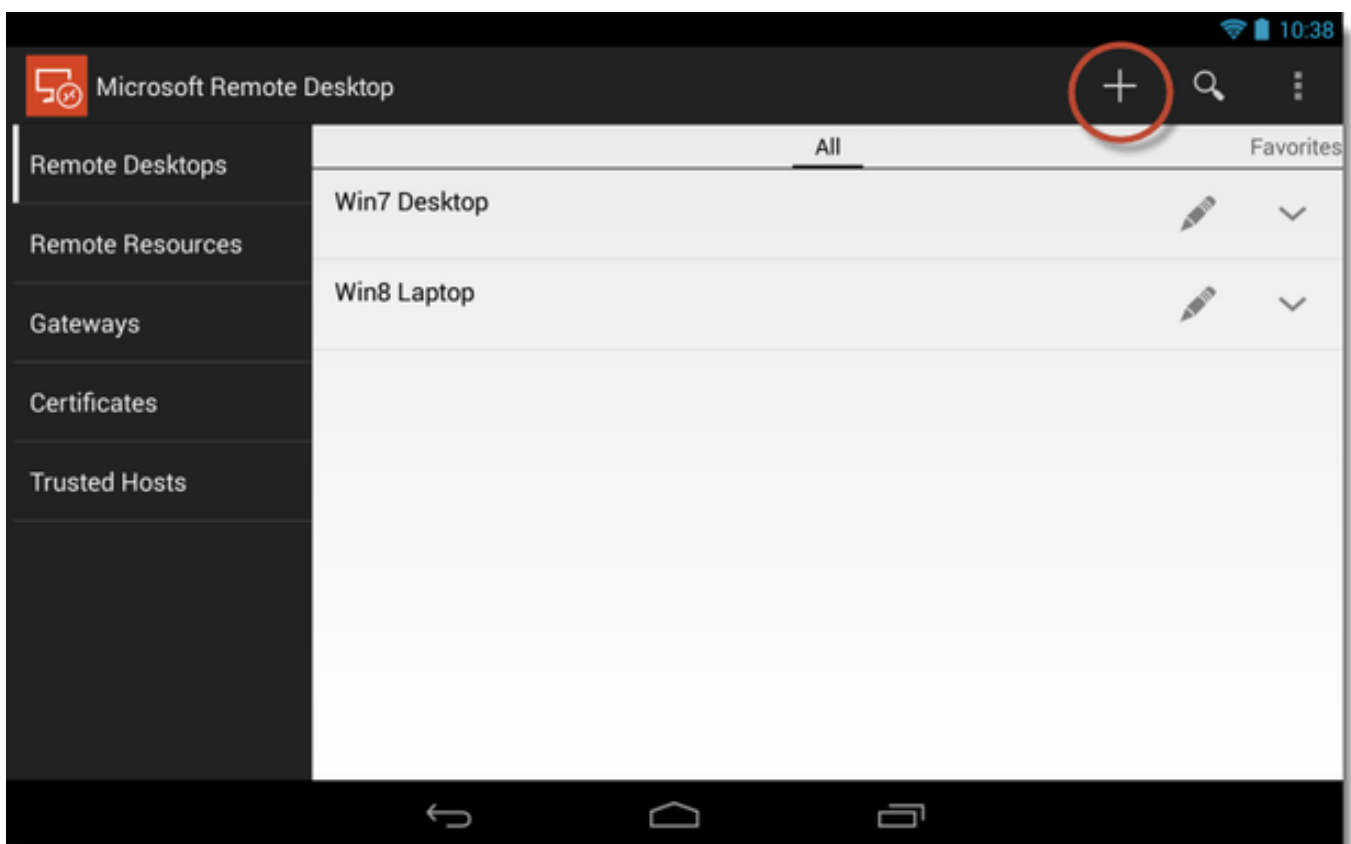 10:38
Microsoft Remote Desktop
Remote Desktops
Remote Resources
Gateways
Certificates
Trusted Hosts
All Favorites
Win7 Desktop
Win8 Laptop